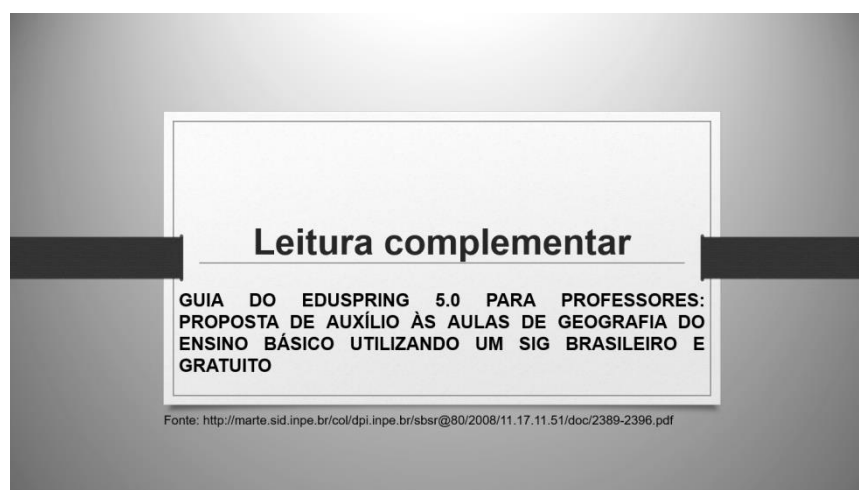 Leitura complementar
GUIA DO EDUSPRING 5.0 PARA PROFESSORES:
PROPOSTA DE AUXÍLIO ÀS AULAS DE GEOGRAFIA DO
ENSINO BÁSICO UTILIZANDO UM SIG BRASILEIRO E
GRATUITO
Fonte: http://marte.sid.inpe.br/col/dpi.inpe.br/sbsr@80/2008/11.17.11.51/doc/2389-2396.pdf